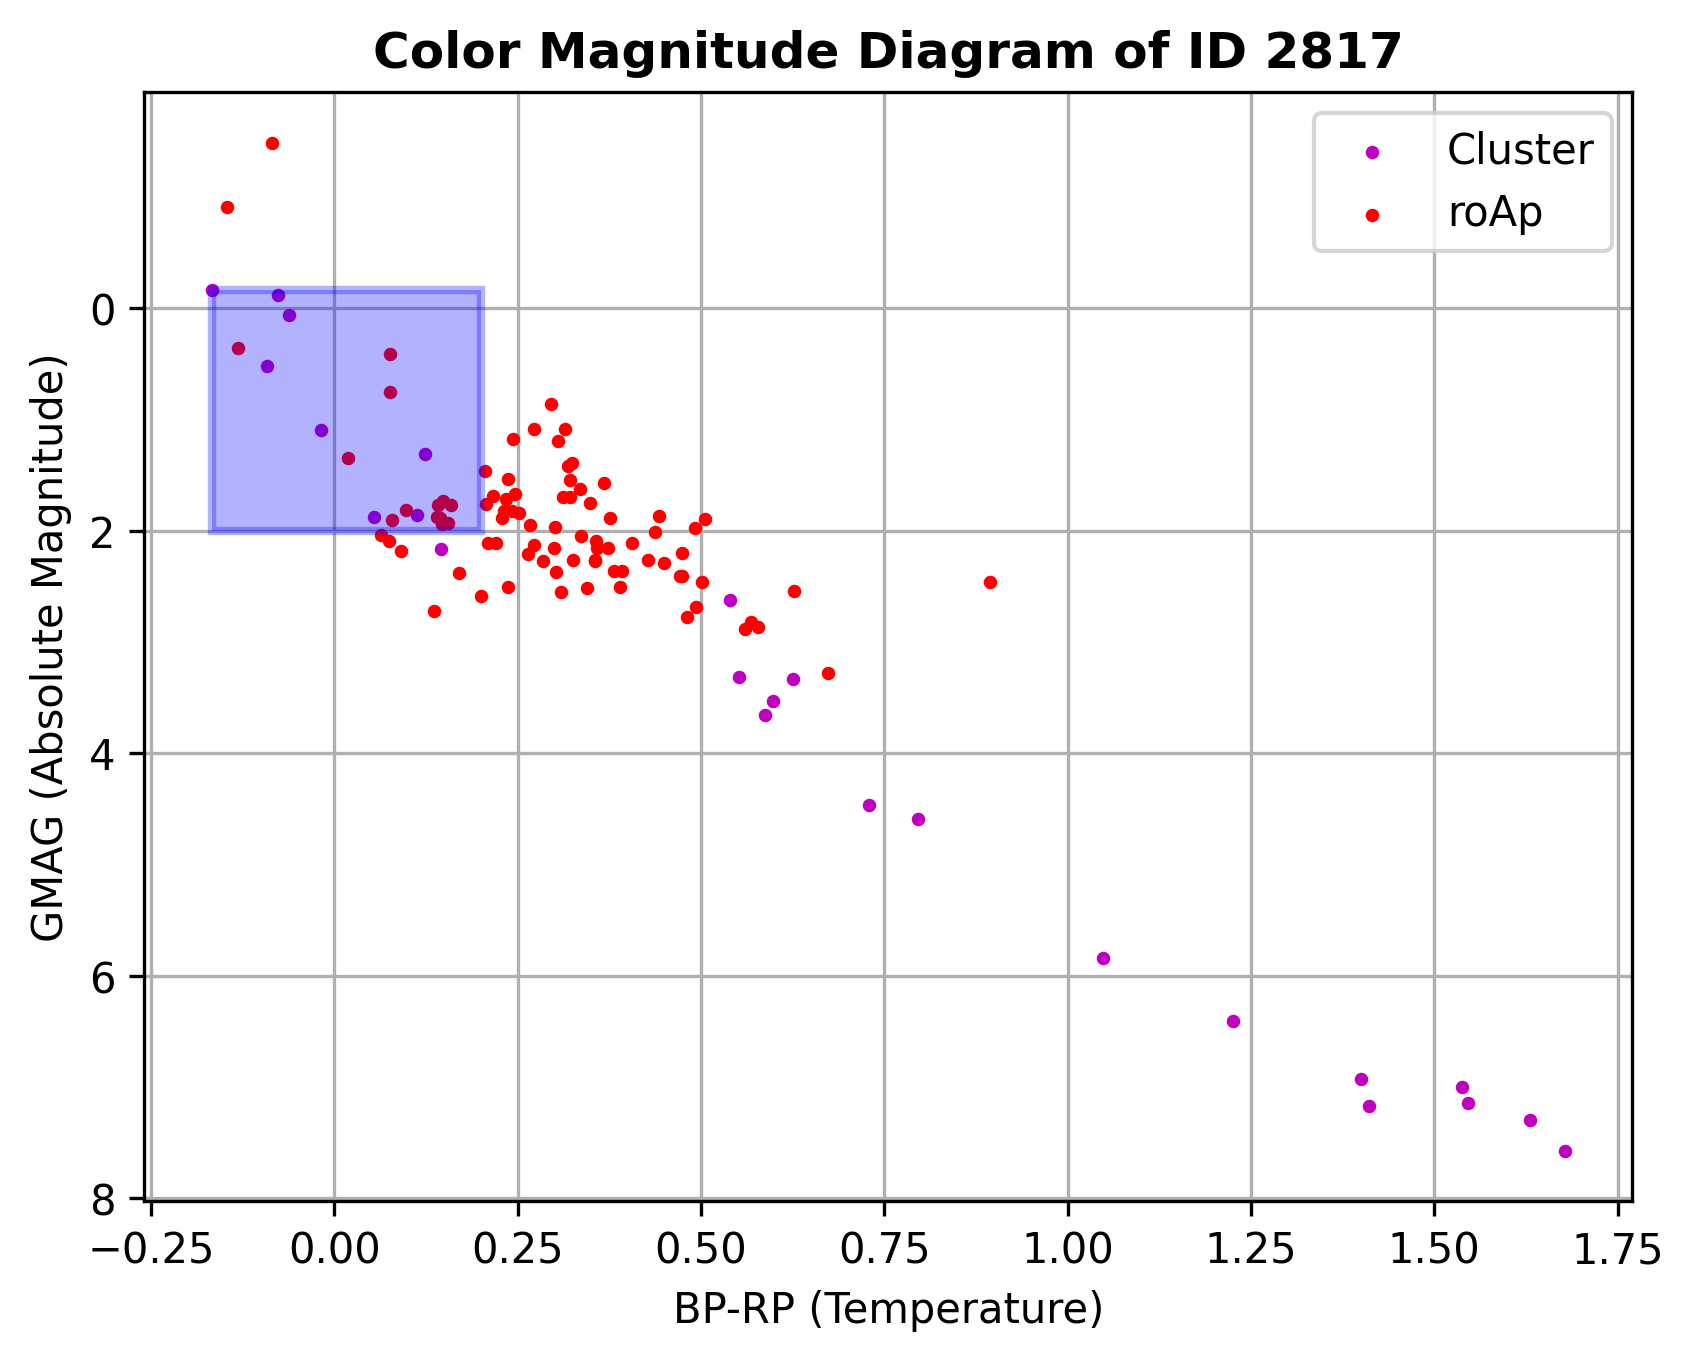 Color Magnitude Diagram of ID 2817
Cluster
roAp
GMAG (Absolute Magnitude)
0
2
4
6
8
−0.25 0.00 0.25 0.50 0.75 1.00 1.25 1.50 1.75
BP-RP (Temperature)